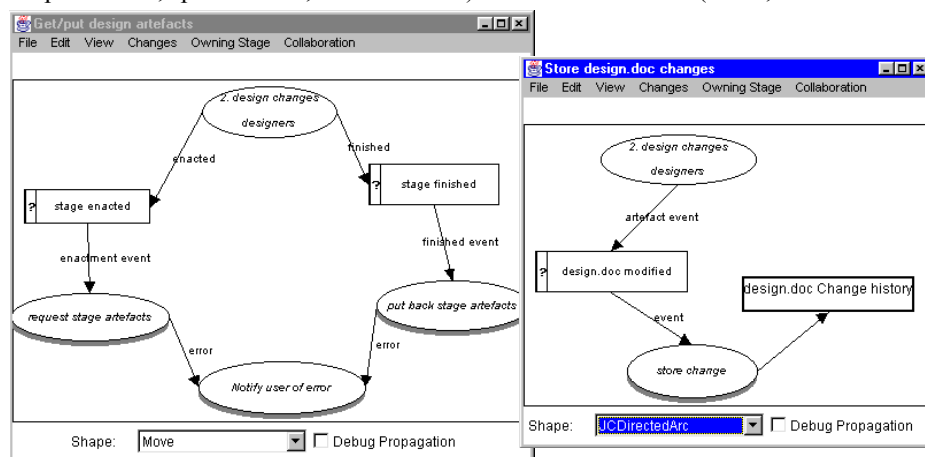 Get/put design artefacts
File Edit View Changes Owning Stage Collaboration
2. design changes
designers
enacted
finished
? stage enacted
? stage finished
enactment event
finished event
request stage artefacts
put back stage artefacts
error
error
Notify user of error
Shape: Move Debug Propagation
Store design.doc changes
File Edit View Changes Owning Stage Collaboration
2. design changes
designers
artefact event
? design.doc modified
design.doc Change history
event
store change
Shape: JCDirectedArc Debug Propagation